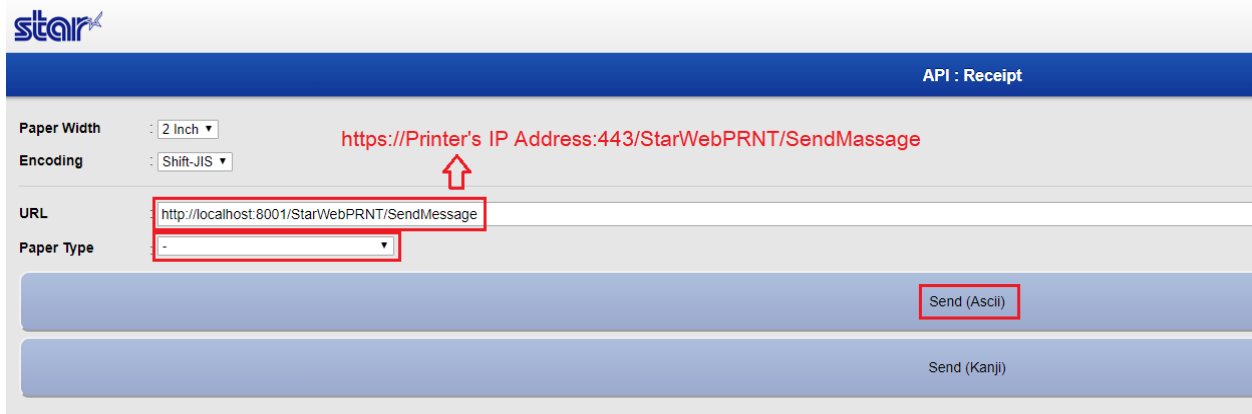 star
API : Receipt
Paper Width : 2 Inch
https://Printer's IP Address:443/StarWebPRNT/SendMassage
Encoding : Shift-JIS
URL : http://localhost:8001/StarWebPRNT/SendMessage
Paper Type : -
Send (Ascii)
Send (Kanji)